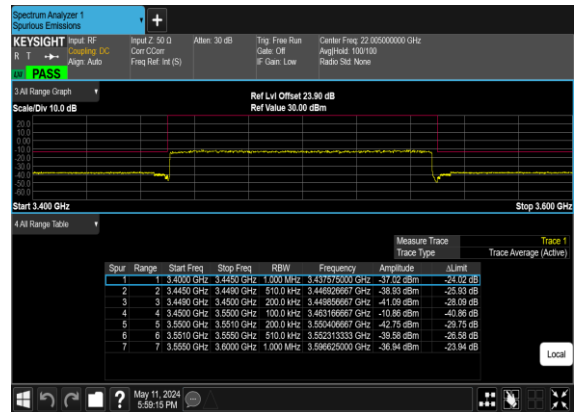 Spectrum Analyzer 1
Spurious Emissions
KEYSIGHT Input: RF Input Z: 50 Ω Atten: 30 dB Trig: Free Run Center Freq: 22.005000000 GHz
R T Coupling: DC Corr CCorr Gate: Off Avg|Hold: 100/100
Align: Auto Freq Ref: Int (S) IF Gain: Low Radio Std: None
PASS
3 All Range Graph
Ref Lvl Offset 23.90 dB
Scale/Div 10.0 dB Ref Value 30.00 dBm
20.0
10.0
0.00
-10.0
-20.0
-30.0
-40.0
-50.0
-60.0
Start 3.400 GHz Stop 3.600 GHz
4 All Range Table
Measure Trace Trace 1
Trace Type Trace Average (Active)
Spur Range Start Freq Stop Freq RBW Frequency Amplitude ΔLimit
1 1 3.4000 GHz 3.4450 GHz 1.000 MHz 3.437575000 GHz -37.02 dBm -24.02 dB
2 2 3.4450 GHz 3.4490 GHz 510.0 kHz 3.446926667 GHz -38.93 dBm -25.93 dB
3 3 3.4490 GHz 3.4500 GHz 200.0 kHz 3.449856667 GHz -41.09 dBm -28.09 dB
4 4 3.4500 GHz 3.5500 GHz 100.0 kHz 3.463166667 GHz -10.86 dBm -40.86 dB
5 5 3.5500 GHz 3.5510 GHz 200.0 kHz 3.550406667 GHz -42.75 dBm -29.75 dB
6 6 3.5510 GHz 3.5550 GHz 510.0 kHz 3.552313333 GHz -39.58 dBm -26.58 dB
7 7 3.5550 GHz 3.6000 GHz 1.000 MHz 3.596625000 GHz -36.94 dBm -23.94 dB
Local
May 11, 2024
5:59:15 PM